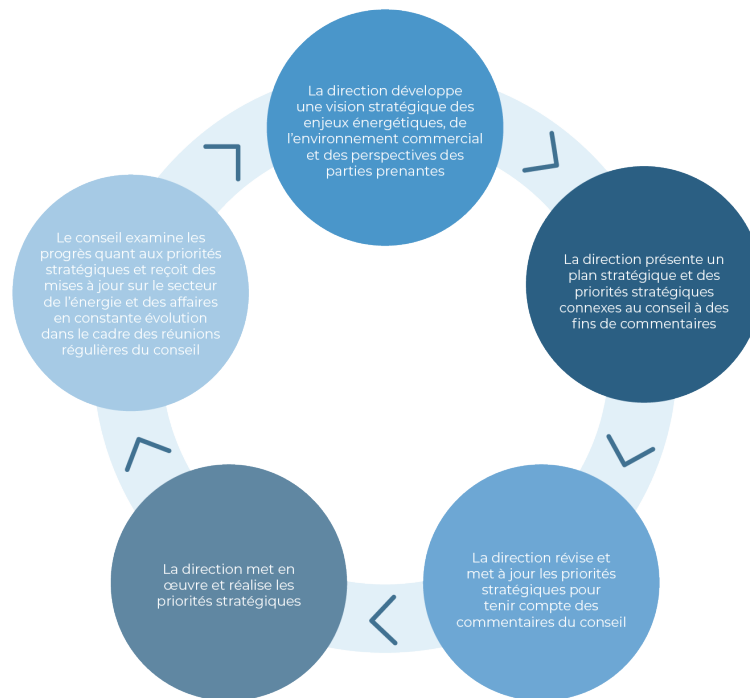 La direction développe
une vision stratégique des
enjeux énergétiques, de
l’environnement commercial
et des perspectives des
parties prenantes
La direction présente un
plan stratégique et des
priorités stratégiques
connexes au conseil à des
fins de commentaires
La direction révise et
met à jour les priorités
stratégiques pour
tenir compte des
commentaires du conseil
La direction met en
œuvre et réalise les
priorités stratégiques
Le conseil examine les
progrès quant aux priorités
stratégiques et reçoit des
mises à jour sur le secteur
de l’énergie et des affaires
en constante évolution
dans le cadre des réunions
régulières du conseil